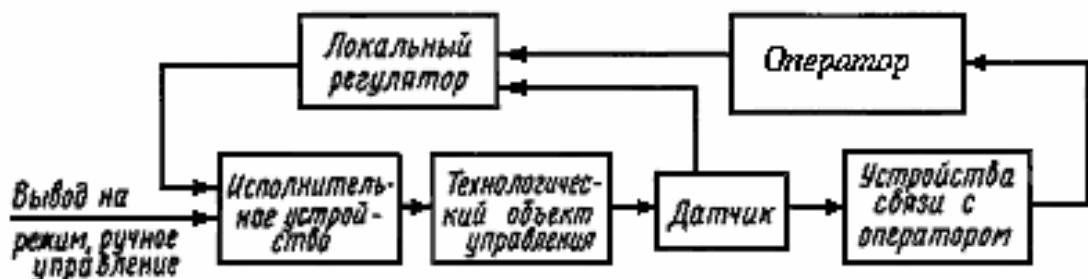 Локальный
регулятор
Оператор
Вывод на
режим, ручное
управление
Исполнитель-
ное устрой-
ство
Технологичес-
кий объект
управления
Датчик
Устройства
связи с
оператором